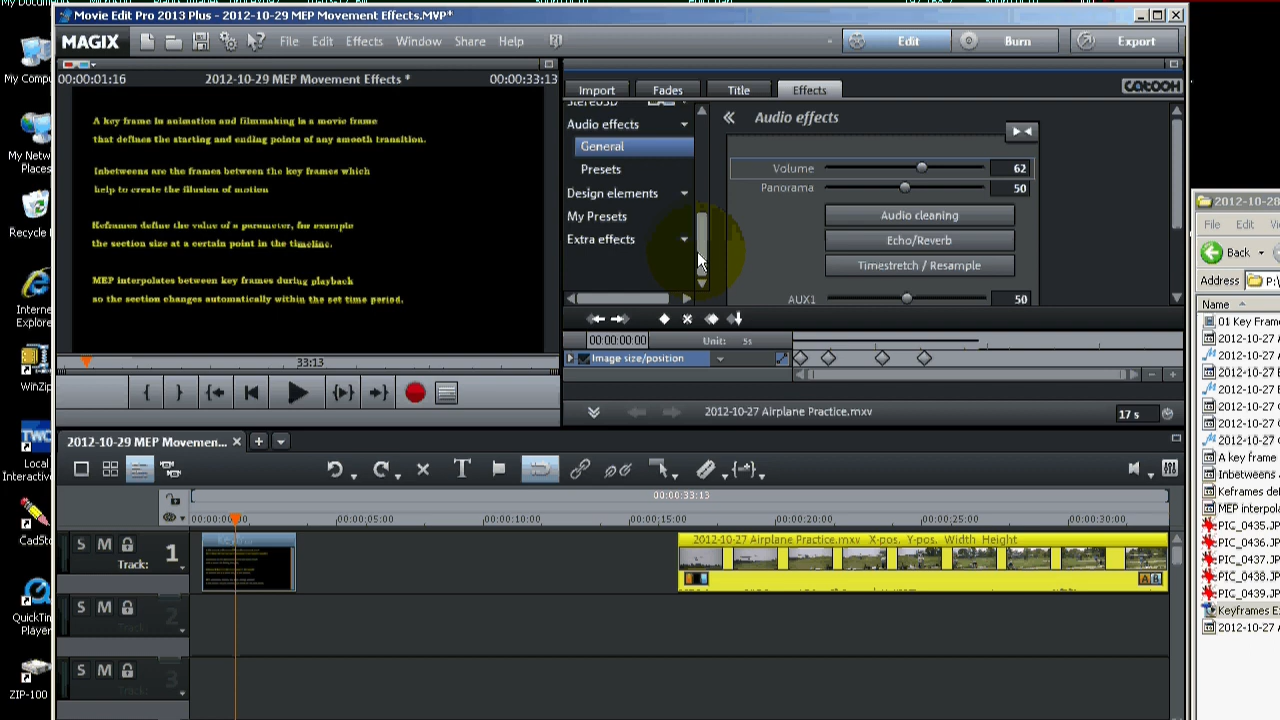 Movie Edit Pro 2013 Plus - 2012-10-29 MEP Movement Effects.MVP*
MAGIX File Edit Effects Window Share Help Edit Burn Export
00:00:01:16 2012-10-29 MEP Movement Effects * 00:00:33:13
A key frame in animation and filmmaking is a movie frame
that defines the starting and ending points of any smooth transition.
Inbetweens are the frames between the key frames which
help to create the illusion of motion
Keframes define the value of a parameter, for example
the section size at a certain point in the timeline.
MEP interpolates between key frames during playback
so the section changes automatically within the set time period.
33:13
Import Fades Title Effects catooh
Stereo3D
Audio effects
General
Presets
Design elements
My Presets
Extra effects
Audio effects
Volume 62
Panorama 50
Audio cleaning
Echo/Reverb
Timestretch / Resample
AUX1 50
00:00:00:00 Unit: 5s
Image size/position
2012-10-27 Airplane Practice.mxv 17 s
2012-10-29 MEP Movemen...
00:00:33:13
00:00:05:00 00:00:10:00 00:00:15:00 00:00:20:00 00:00:25:00 00:00:30:00
S M 1
Track:
2012-10-27 Airplane Practice.mxv X-pos, Y-pos, Width Height
A B
S M 2
Track:
S M 3
Track:
My Compu
My Netw
Places
Recycle
Interne
Explore
WinZip
Local
Interactiv
CadStd
QuickTim
Player
ZIP-100
2012-10-28
File Edit Vi
Back
Address P:\
Name
01 Key Fram
2012-10-27
2012-10-27
2012-10-27
2012-10-27
2012-10-27
2012-10-27
2012-10-27
A key frame
Inbetweens
Keframes de
MEP interpola
PIC_0435.JP
PIC_0436.JP
PIC_0437.JP
PIC_0438.JP
PIC_0439.JP
Keyframes E
2012-10-27